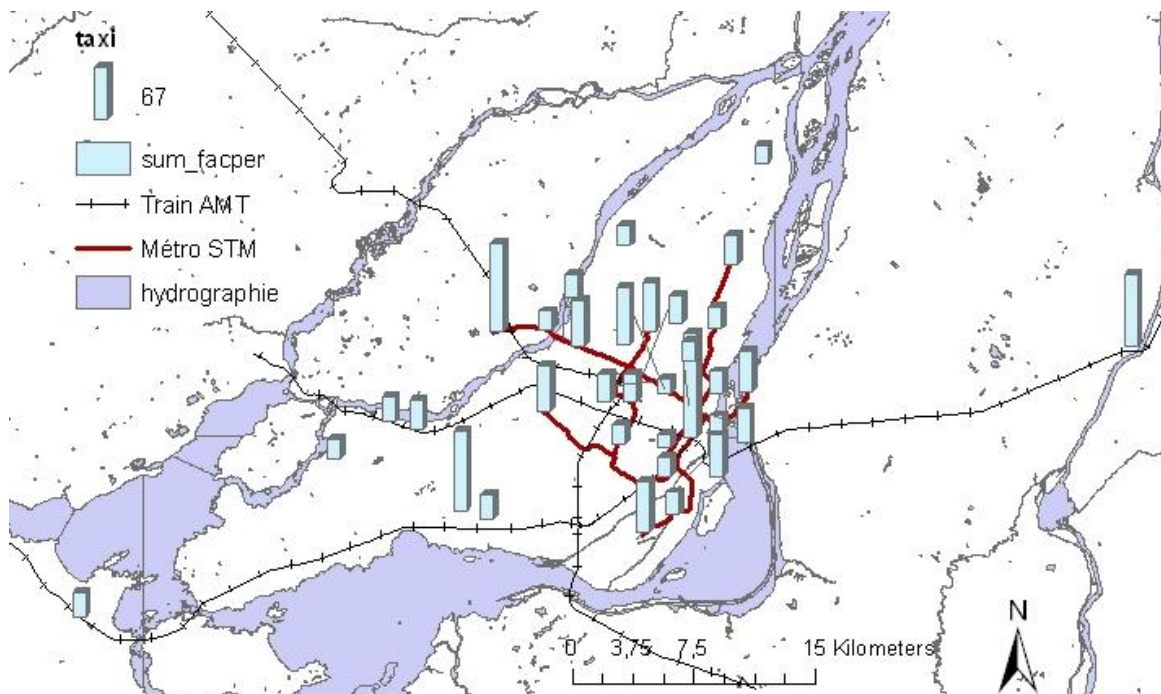 taxi
67
sum_facper
Train AMT
Métro STM
hydrographie
N
0 3,75 7,5 15 Kilometers